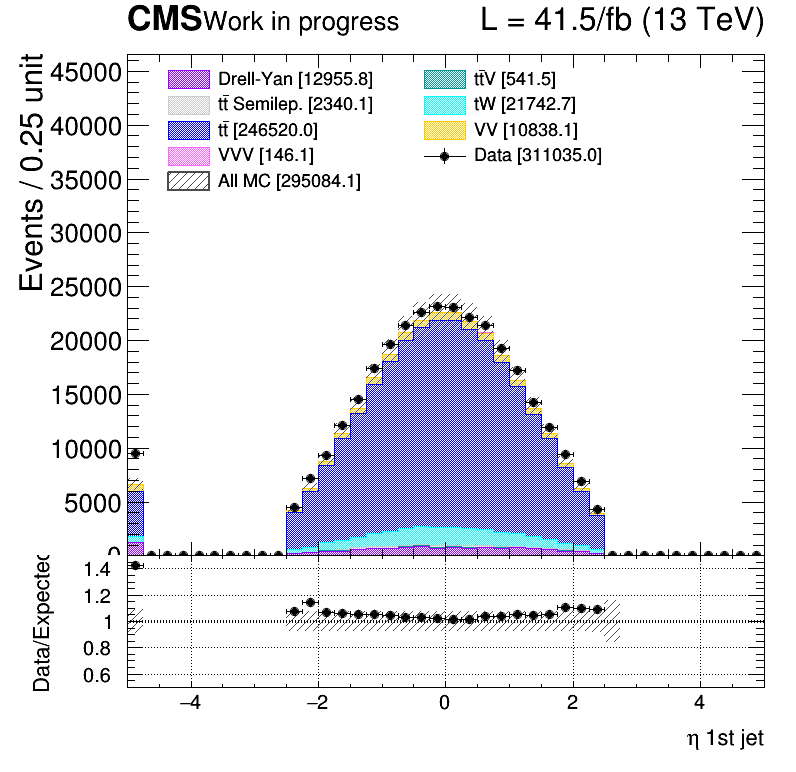 CMS Work in progress L = 41.5/fb (13 TeV)
Events / 0.25 unit
45000
40000
35000
30000
25000
20000
15000
10000
5000
0
Drell-Yan [12955.8]
tt̄ Semilep. [2340.1]
tt̄ [246520.0]
VVV [146.1]
All MC [295084.1]
tt̄V [541.5]
tW [21742.7]
VV [10838.1]
Data [311035.0]
Data/Expected
1.4
1.2
1
0.8
0.6
−4 −2 0 2 4
η 1st jet